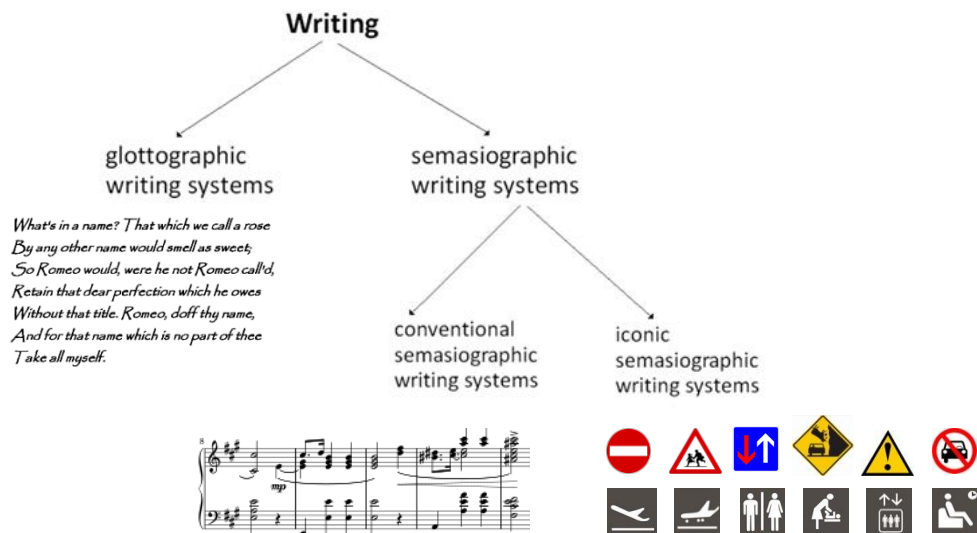 Writing
glottographic
writing systems
semasiographic
writing systems
What's in a name? That which we call a rose
By any other name would smell as sweet;
So Romeo would, were he not Romeo call'd,
Retain that dear perfection which he owes
Without that title. Romeo, doff thy name,
And for that name which is no part of thee
Take all myself.
conventional
semasiographic
writing systems
iconic
semasiographic
writing systems
8
mp